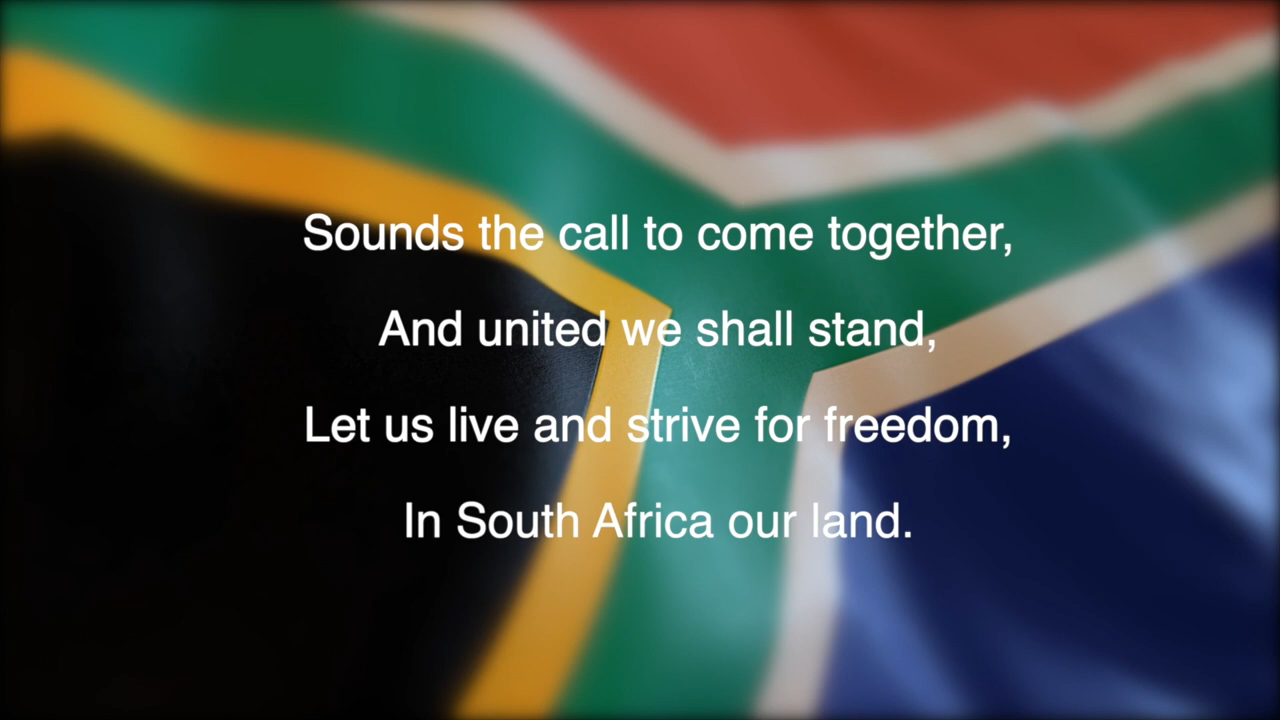 Sounds the call to come together,
And united we shall stand,
Let us live and strive for freedom,
In South Africa our land.